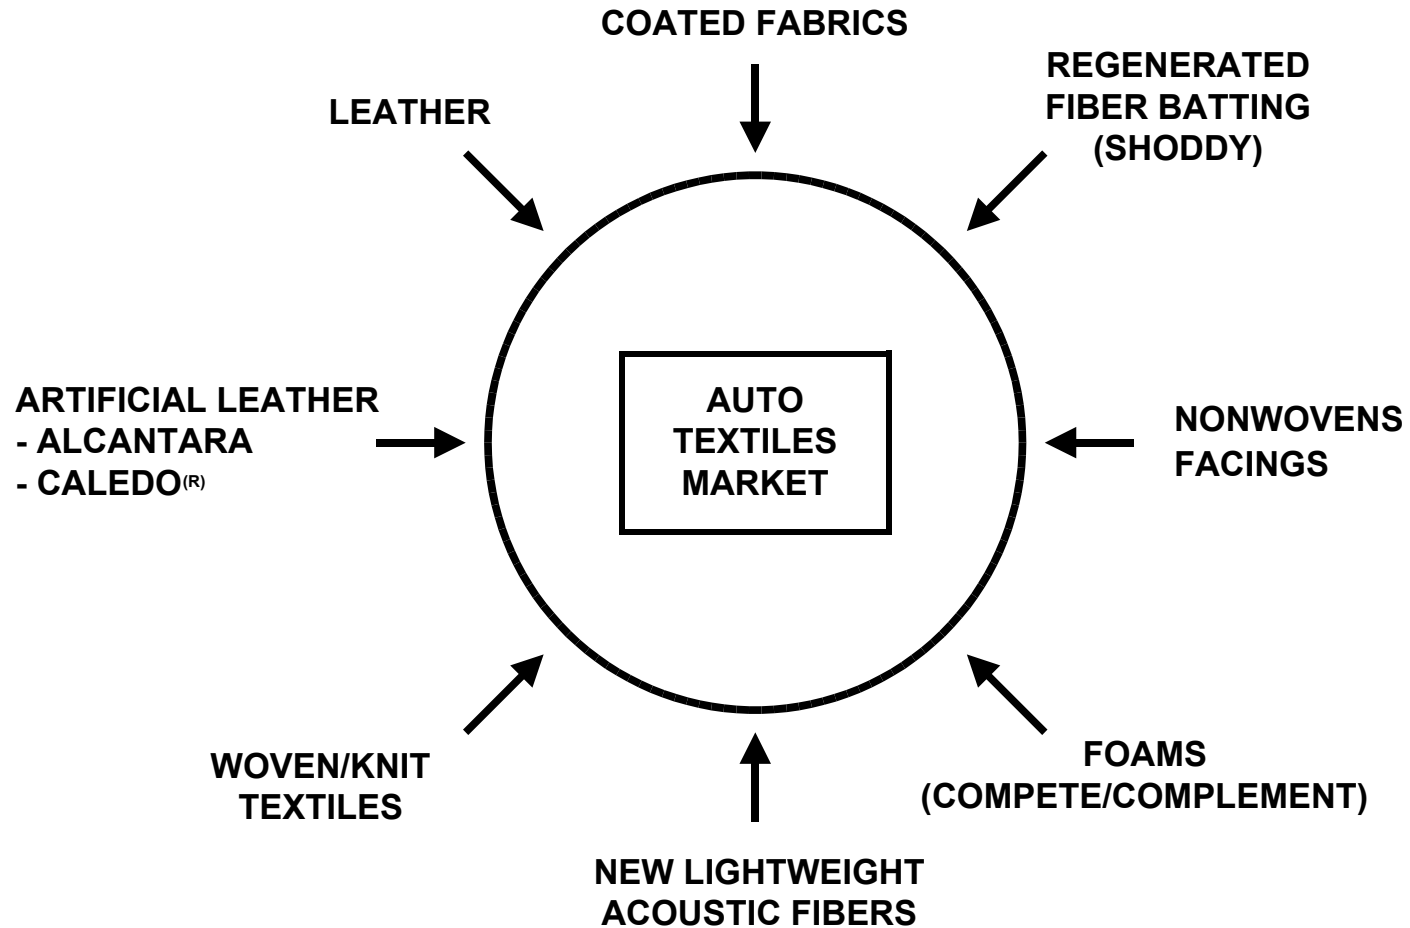 COATED FABRICS
REGENERATED
FIBER BATTING
(SHODDY)
LEATHER
ARTIFICIAL LEATHER
- ALCANTARA
- CALEDO(R)
AUTO
TEXTILES
MARKET
NONWOVENS
FACINGS
WOVEN/KNIT
TEXTILES
FOAMS
(COMPETE/COMPLEMENT)
NEW LIGHTWEIGHT
ACOUSTIC FIBERS